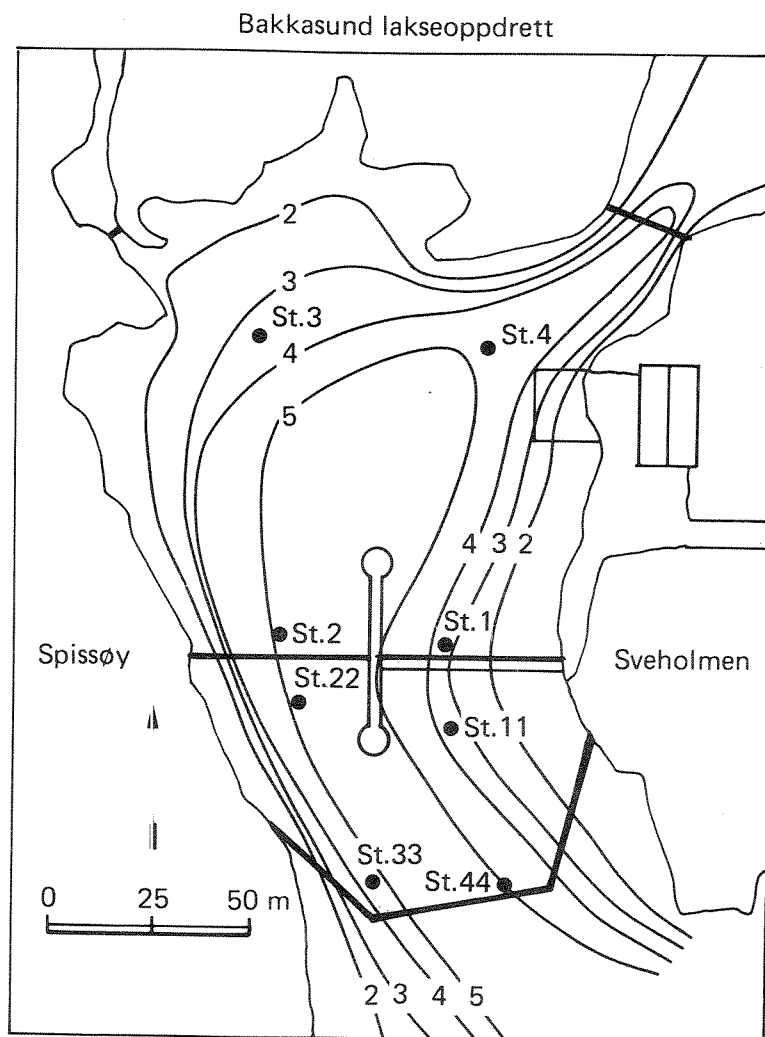 Bakkasund lakseoppdrett
2
3
St.3
4
St.4
5
4 3 2
St.2
St.1
Spissøy
Sveholmen
St.22
St.11
St.33
St.44
0 25 50 m
2 3 4 5